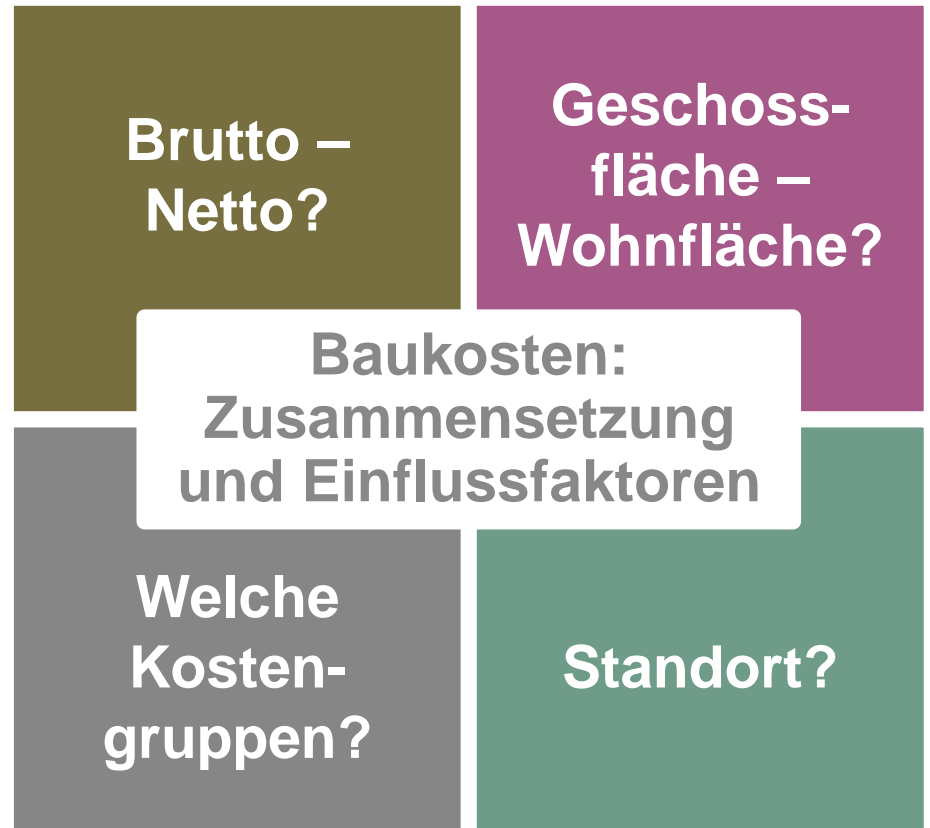 Brutto –
Netto?
Geschoss-
fläche –
Wohnfläche?
Baukosten:
Zusammensetzung
und Einflussfaktoren
Welche
Kosten-
gruppen?
Standort?